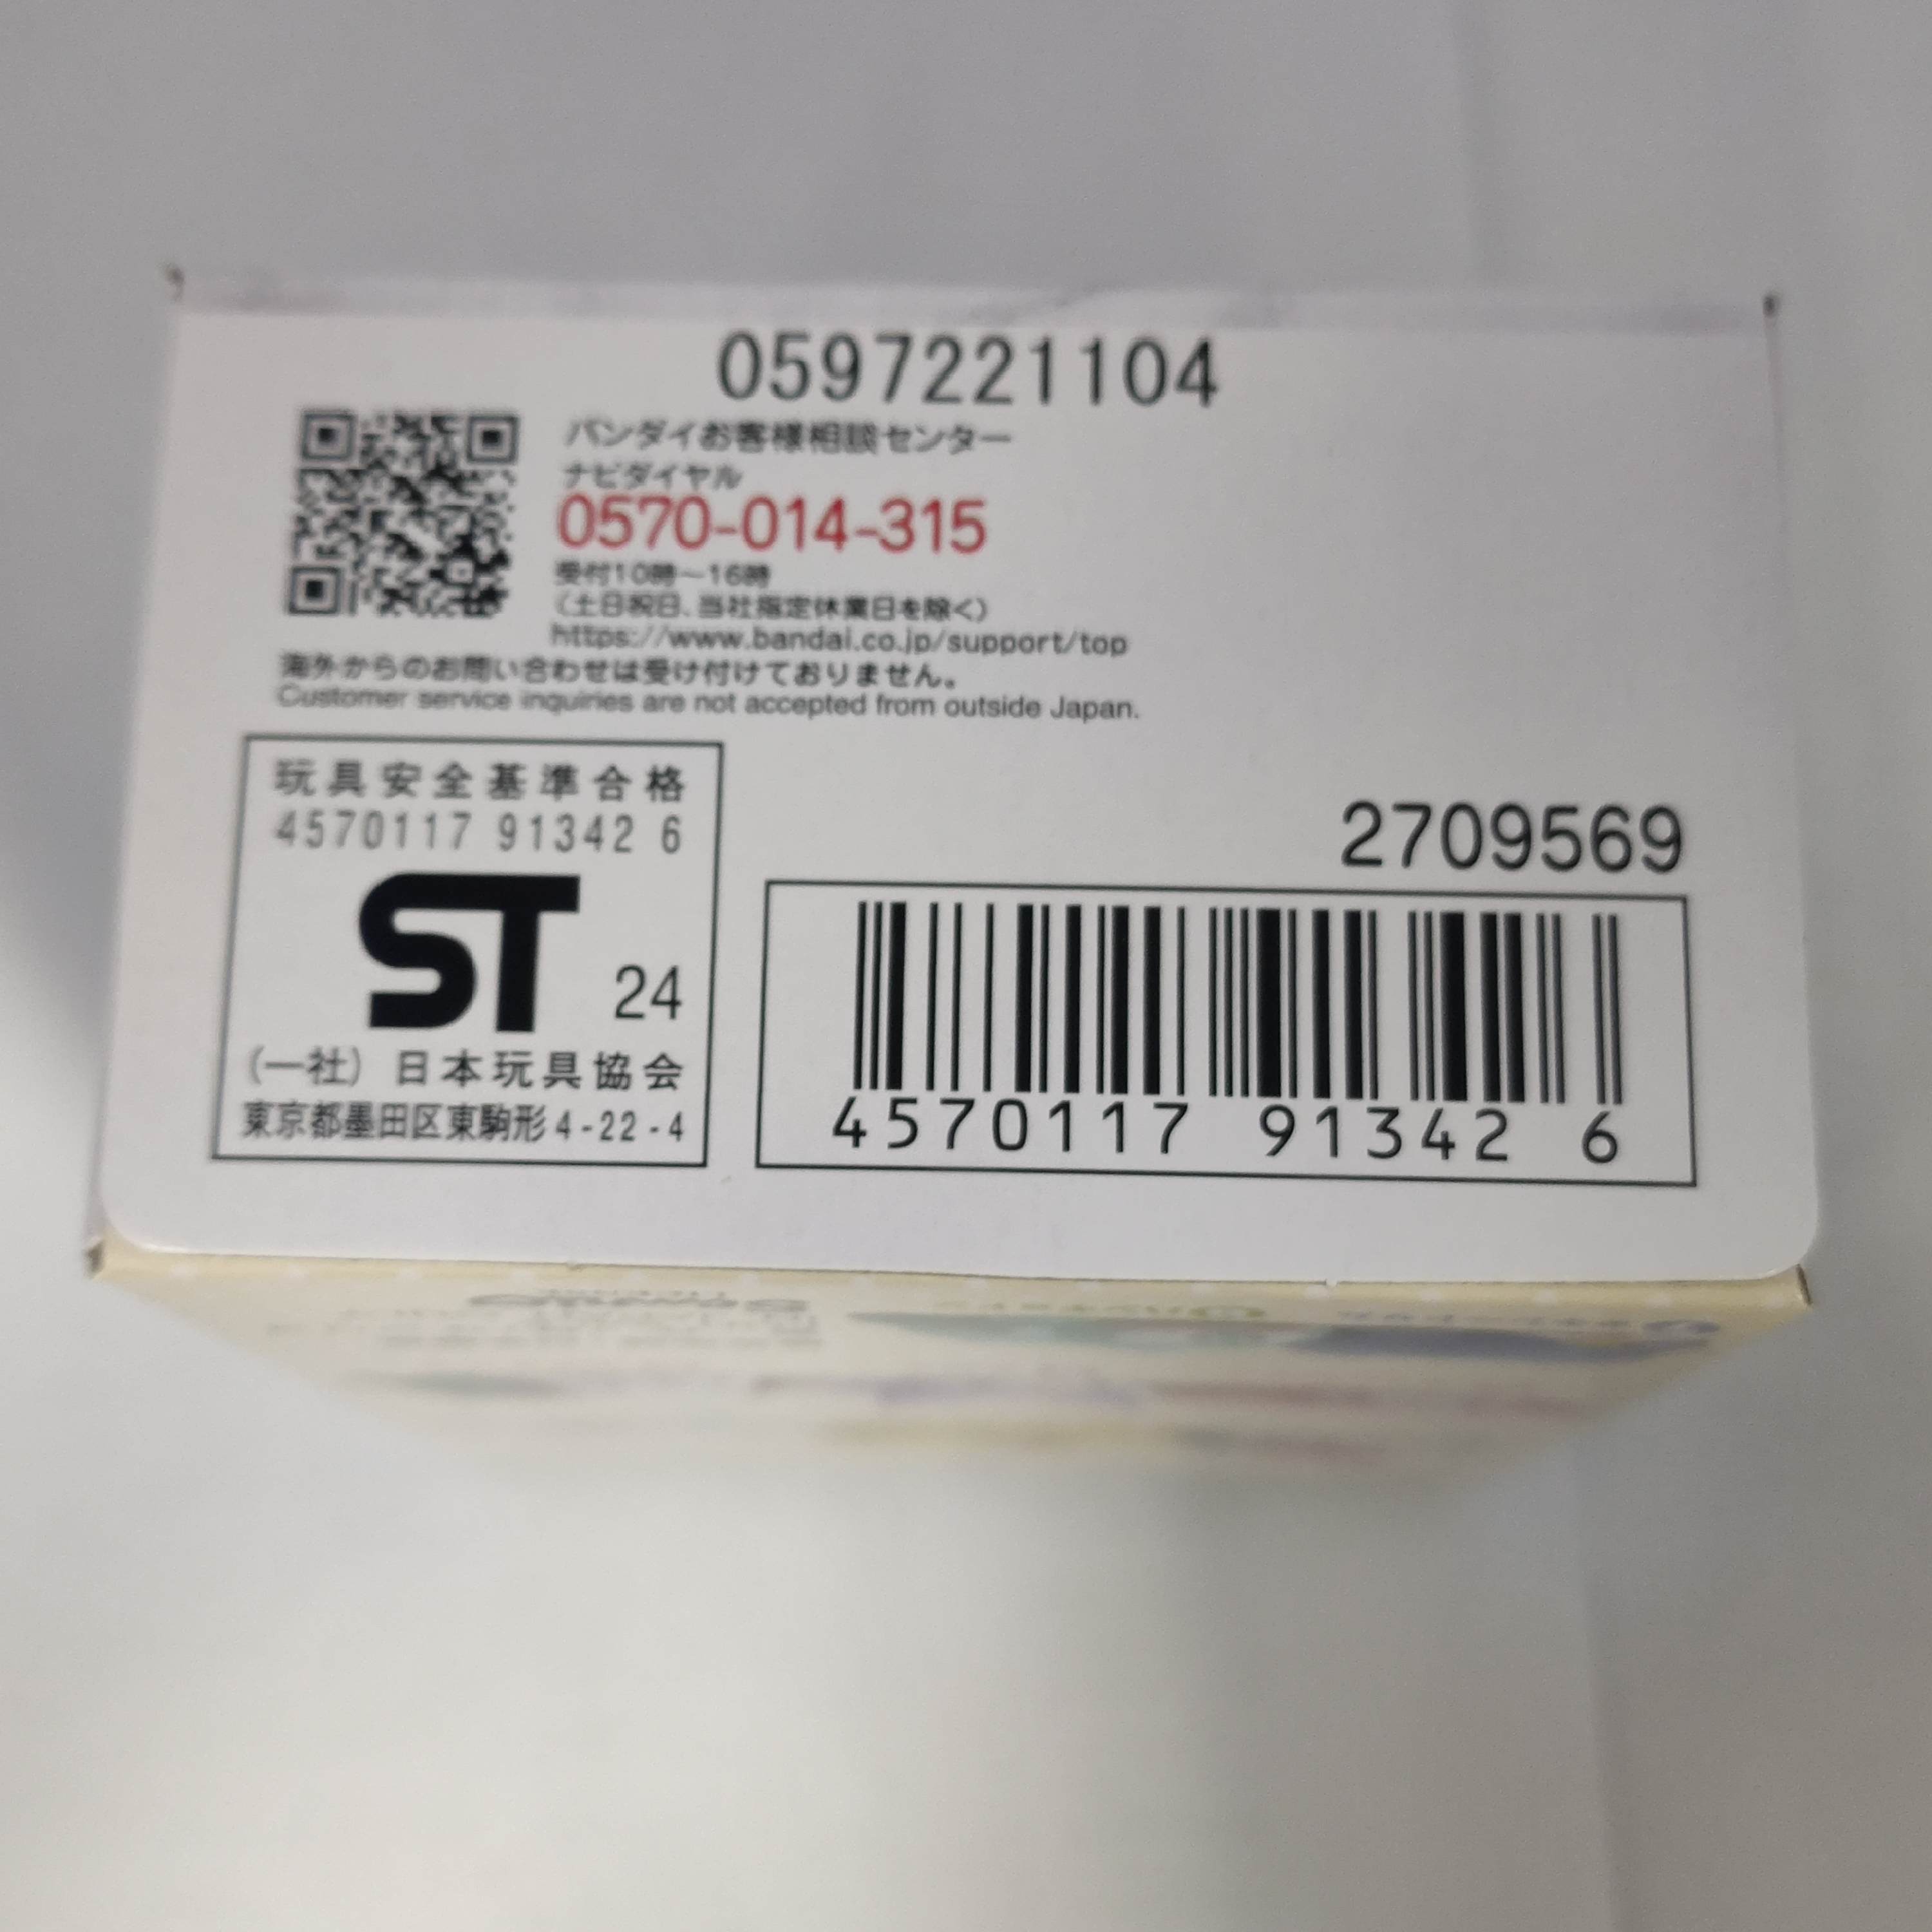 0597221104
バンダイお客様相談センター
ナビダイヤル
0570-014-315
受付10時〜16時
(土日祝日、当社指定休業日を除く)
https://www.bandai.co.jp/support/top
海外からのお問い合わせは受け付けておりません。
Customer service inquiries are not accepted from outside Japan.
玩具安全基準合格
4570117 91342 6
ST 24
(一社) 日本玩具協会
東京都墨田区東駒形4-22-4
2709569
4570117 91342 6